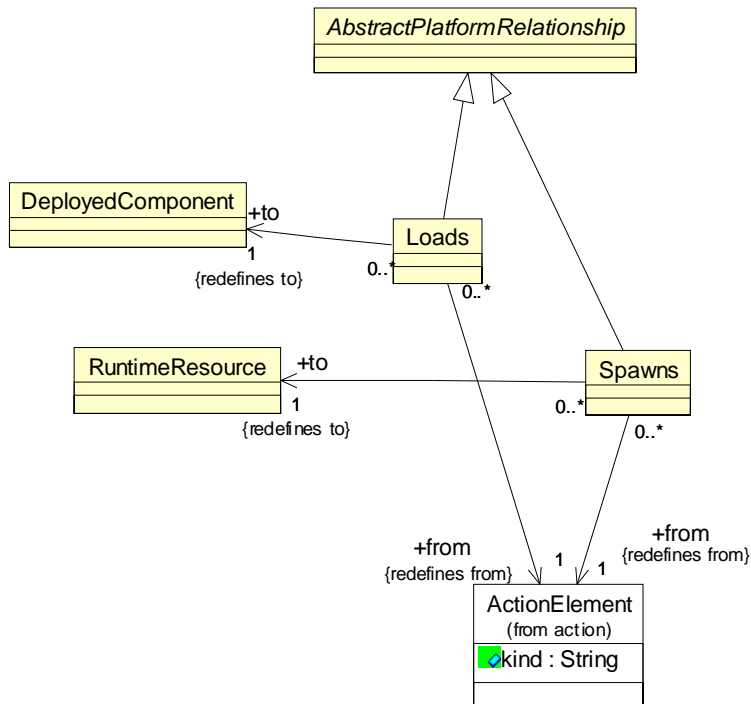 AbstractPlatformRelationship
DeployedComponent
+to
1
{redefines to}
Loads
0..*
0..*
RuntimeResource
+to
1
{redefines to}
Spawns
0..*
0..*
+from
{redefines from}
1
+from
{redefines from}
1
ActionElement
(from action)
kind : String